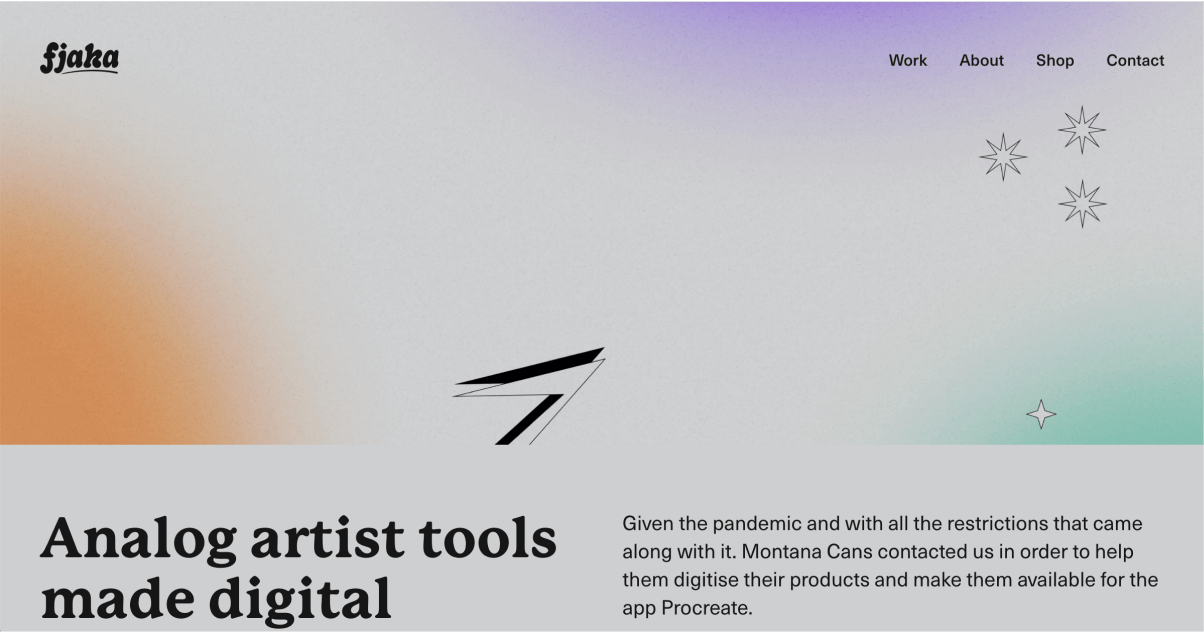 fjaka
Work
About
Shop
Contact
Analog artist tools
made digital
Given the pandemic and with all the restrictions that came
along with it. Montana Cans contacted us in order to help
them digitise their products and make them available for the
app Procreate.